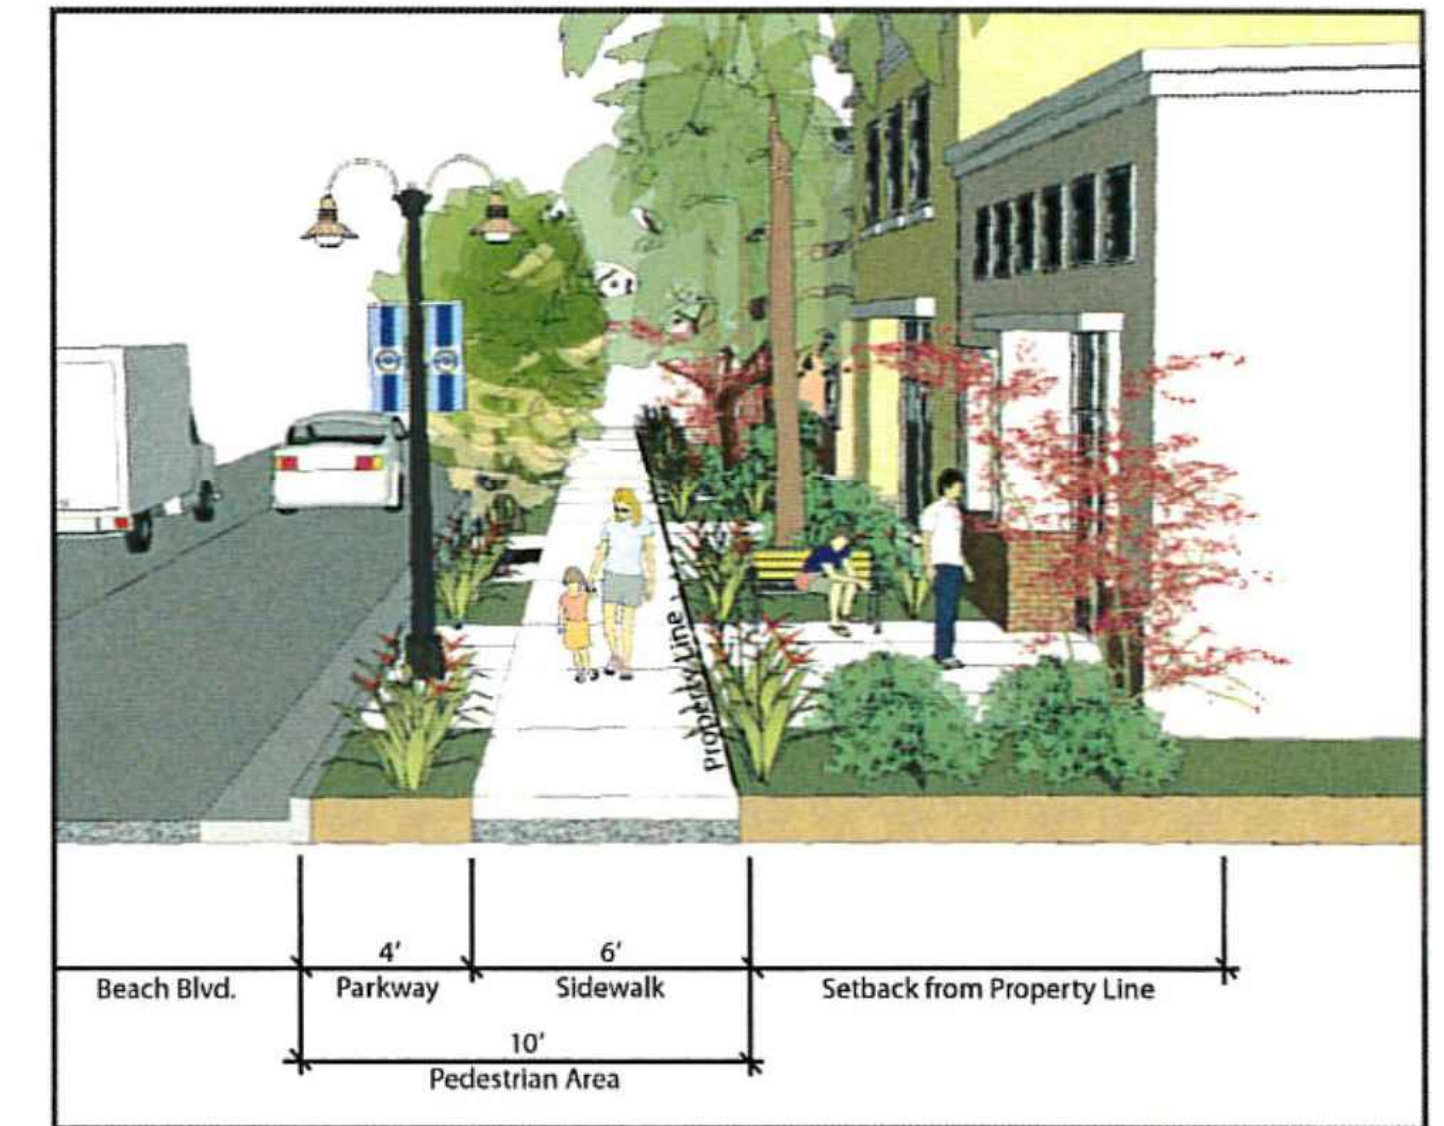 Property Line
4'
6'
Beach Blvd.
Parkway
Sidewalk
Setback from Property Line
10'
Pedestrian Area